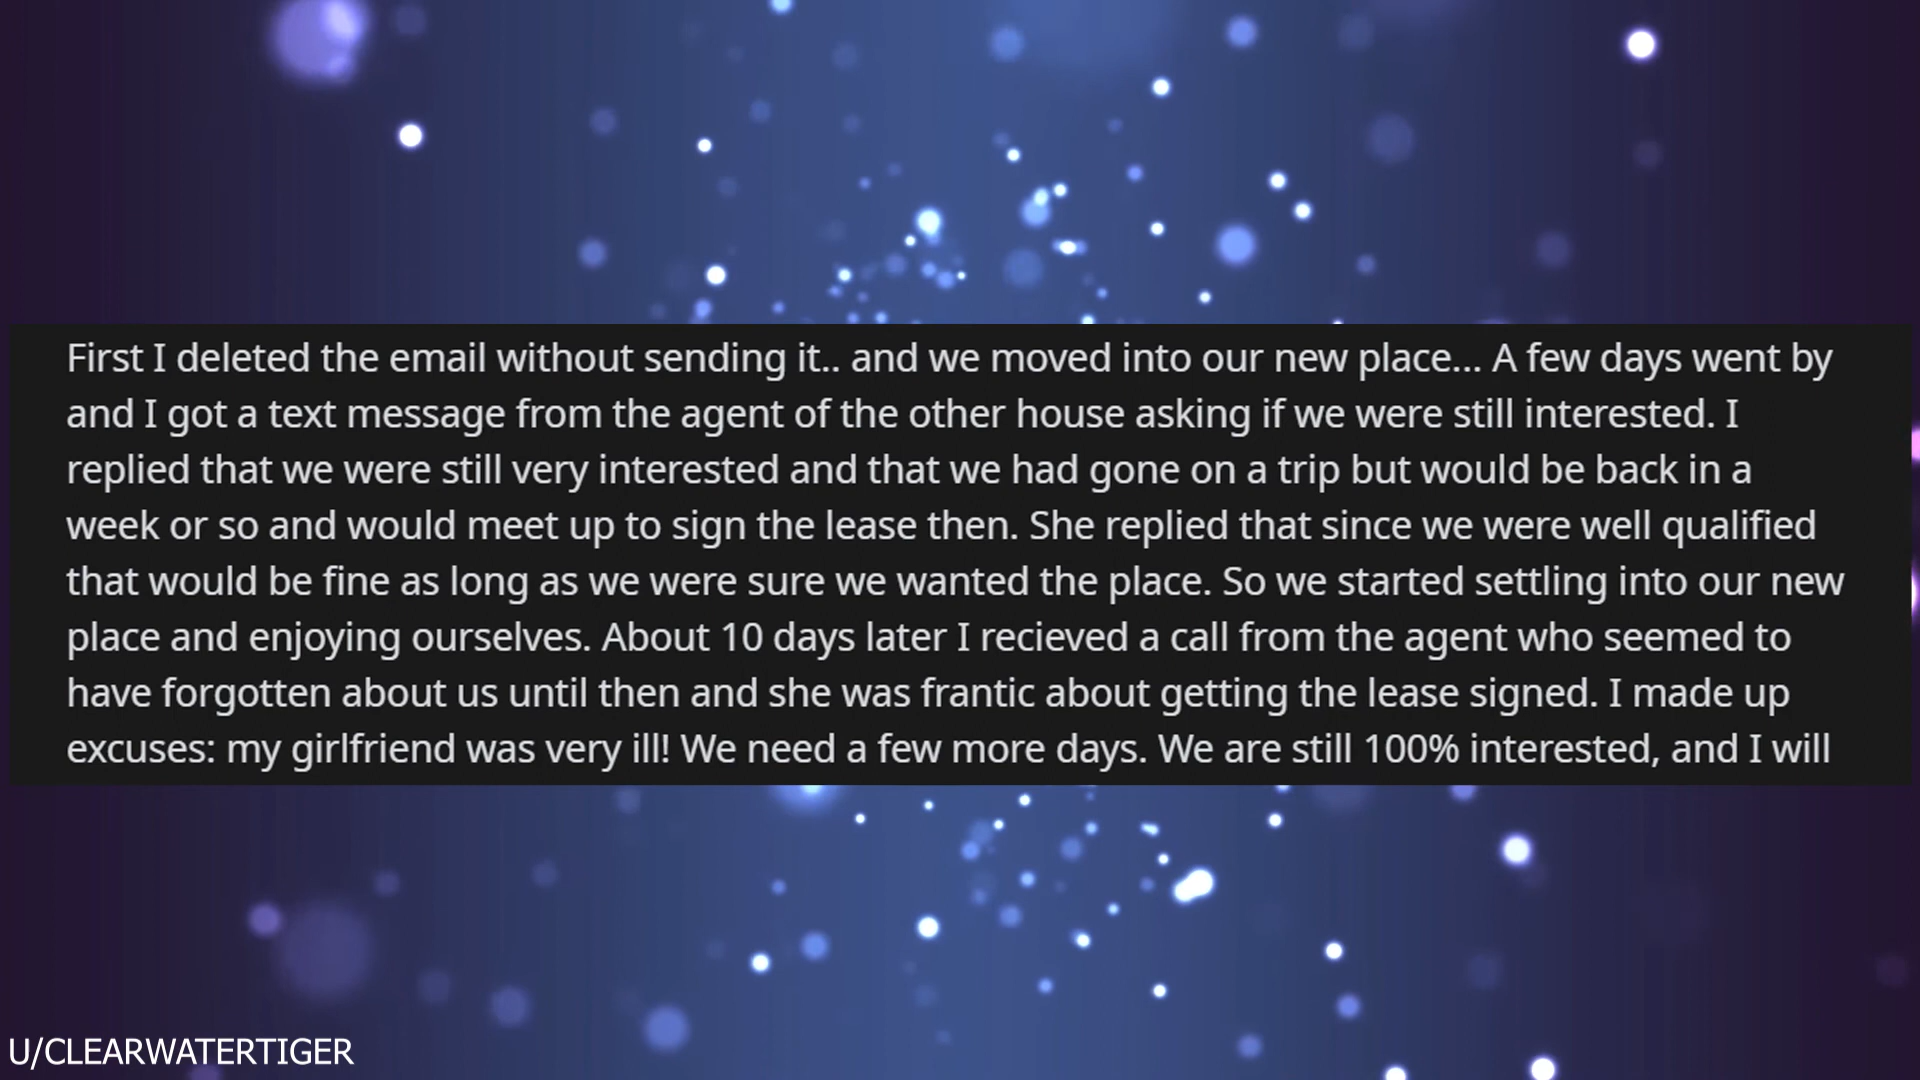 First I deleted the email without sending it.. and we moved into our new place... A few days went by
and I got a text message from the agent of the other house asking if we were still interested. I
replied that we were still very interested and that we had gone on a trip but would be back in a
week or so and would meet up to sign the lease then. She replied that since we were well qualified
that would be fine as long as we were sure we wanted the place. So we started settling into our new
place and enjoying ourselves. About 10 days later I recieved a call from the agent who seemed to
have forgotten about us until then and she was frantic about getting the lease signed. I made up
excuses: my girlfriend was very ill! We need a few more days. We are still 100% interested, and I will
U/CLEARWATERTIGER